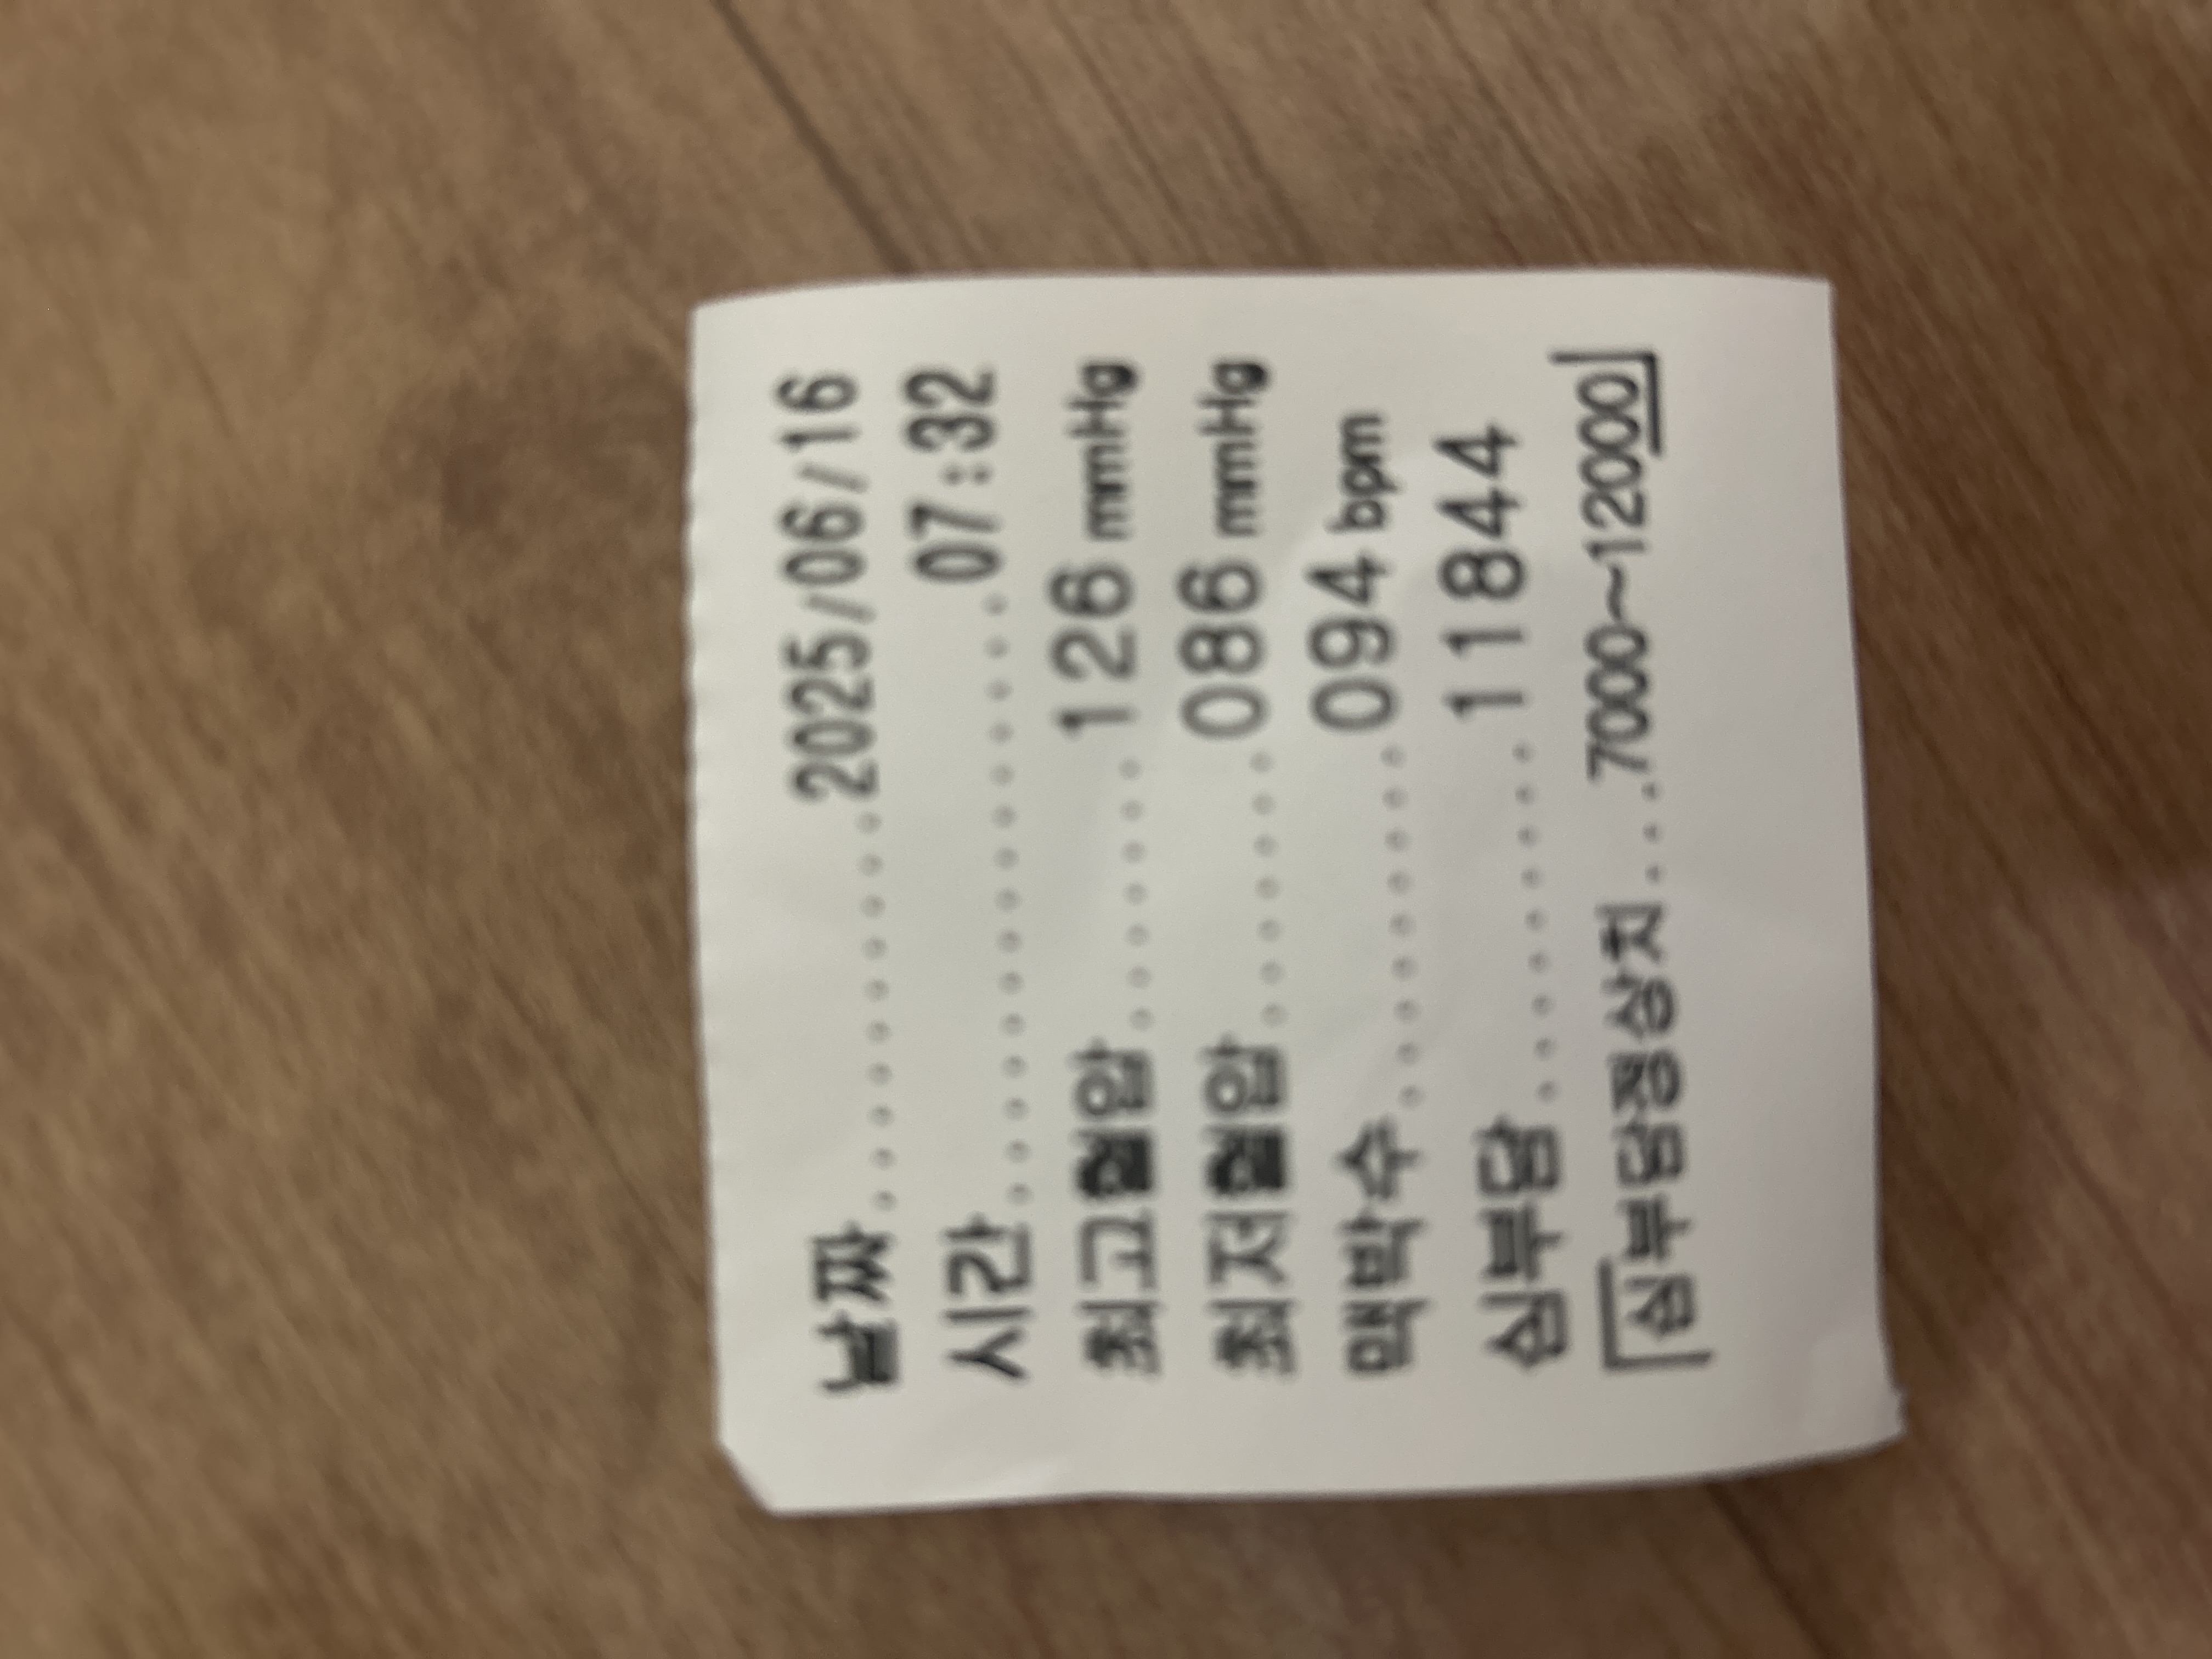 날짜..........2025/06/16
시간...............07:32
최고혈압.......126 mmHg
최저혈압.......086 mmHg
맥박수.........094 bpm
심부담.........11844
[심부담정상치...7000~12000]